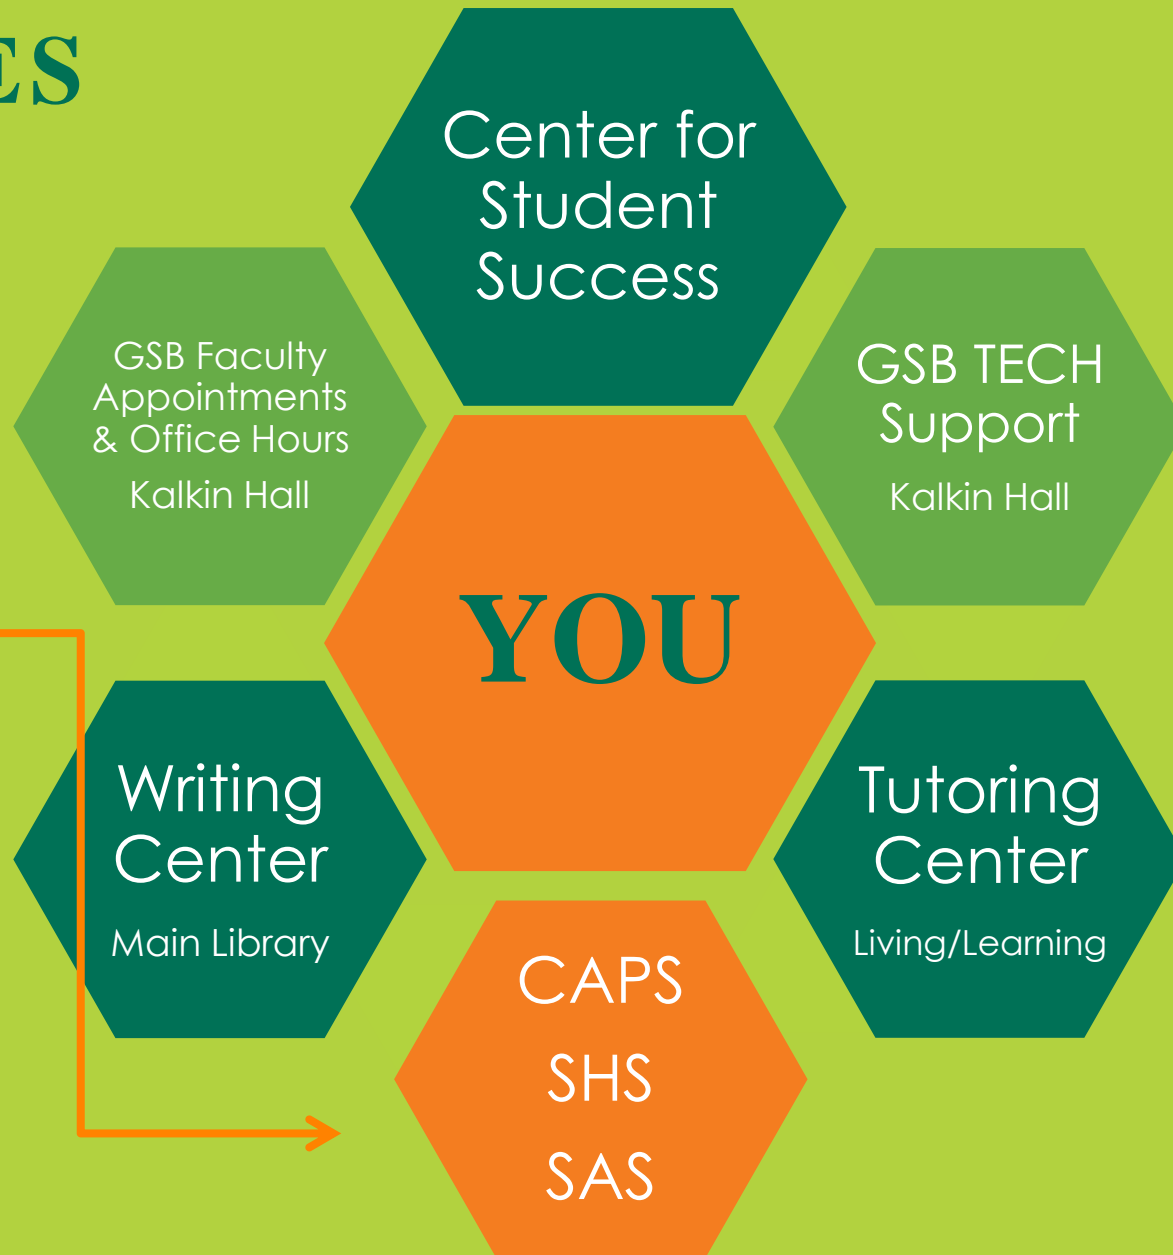 ES
Center for
Student
Success
GSB Faculty
Appointments
& Office Hours
Kalkin Hall
GSB TECH
Support
Kalkin Hall
YOU
Writing
Center
Main Library
Tutoring
Center
Living/Learning
CAPS
SHS
SAS